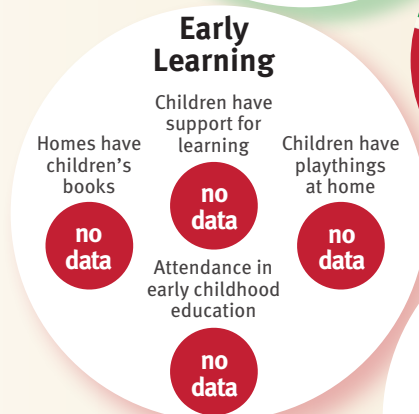 Early
Learning
Children have
support for
learning
no
data
Homes have
children’s
books
no
data
Children have
playthings
at home
no
data
Attendance in
early childhood
education
no
data